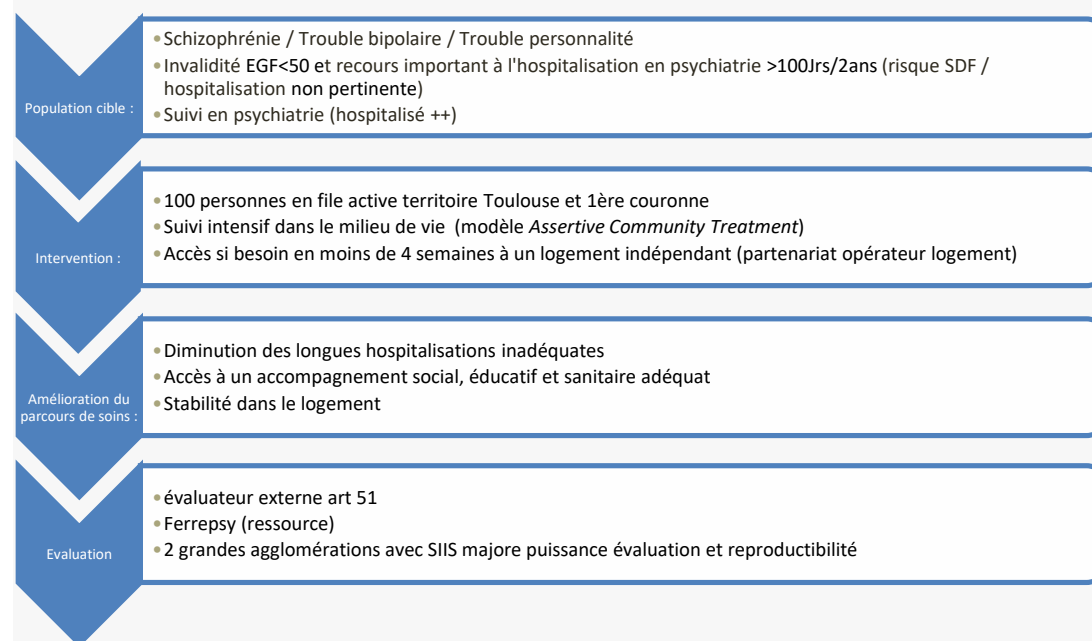 Population cible :
•Schizophrénie / Trouble bipolaire / Trouble personnalité
•Invalidité EGF<50 et recours important à l'hospitalisation en psychiatrie >100Jrs/2ans (risque SDF /
hospitalisation non pertinente)
•Suivi en psychiatrie (hospitalisé ++)
Intervention :
•100 personnes en file active territoire Toulouse et 1ère couronne
•Suivi intensif dans le milieu de vie (modèle Assertive Community Treatment)
•Accès si besoin en moins de 4 semaines à un logement indépendant (partenariat opérateur logement)
Amélioration du
parcours de soins :
•Diminution des longues hospitalisations inadéquates
•Accès à un accompagnement social, éducatif et sanitaire adéquat
•Stabilité dans le logement
Evaluation
•évaluateur externe art 51
•Ferrepsy (ressource)
•2 grandes agglomérations avec SIIS majore puissance évaluation et reproductibilité